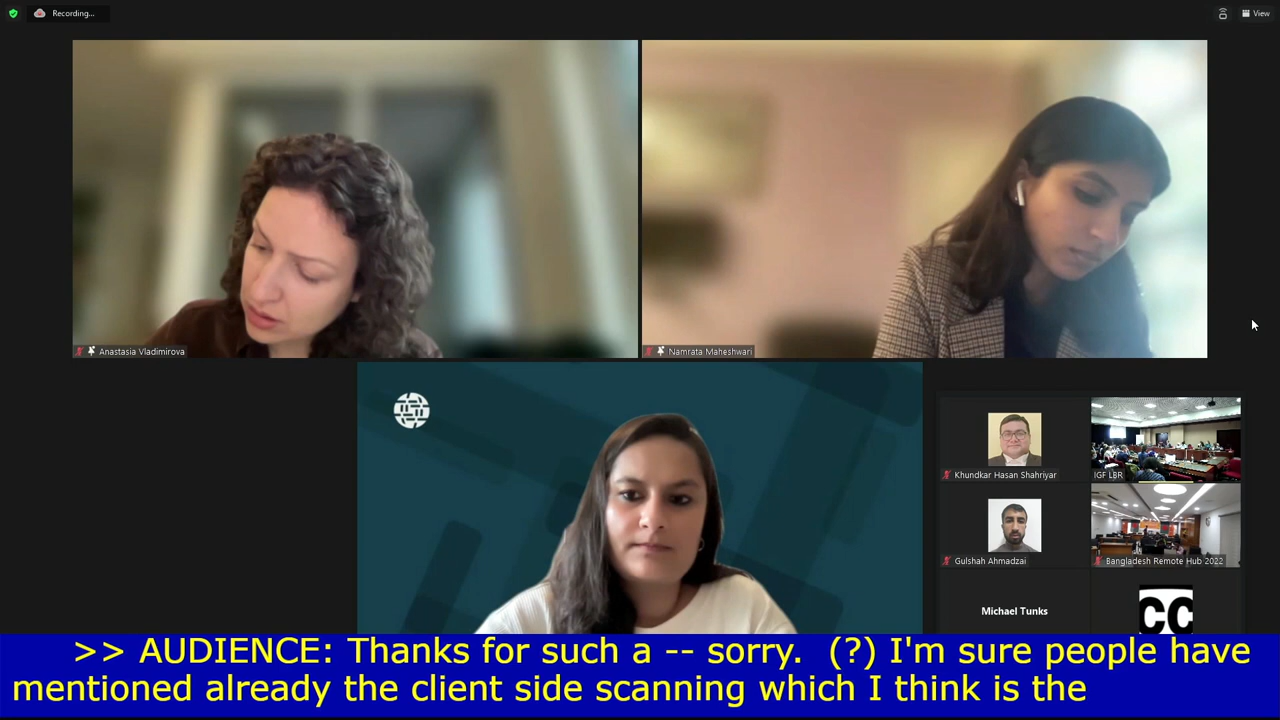 Recording...
View
Anastasia Vladimirova
Namrata Maheshwari
Khundkar Hasan Shahriyar
IGF LBR
Gulshah Ahmadzai
Bangladesh Remote Hub 2022
Michael Tunks
CC
>> AUDIENCE: Thanks for such a -- sorry. (?) I'm sure people have
mentioned already the client side scanning which I think is the